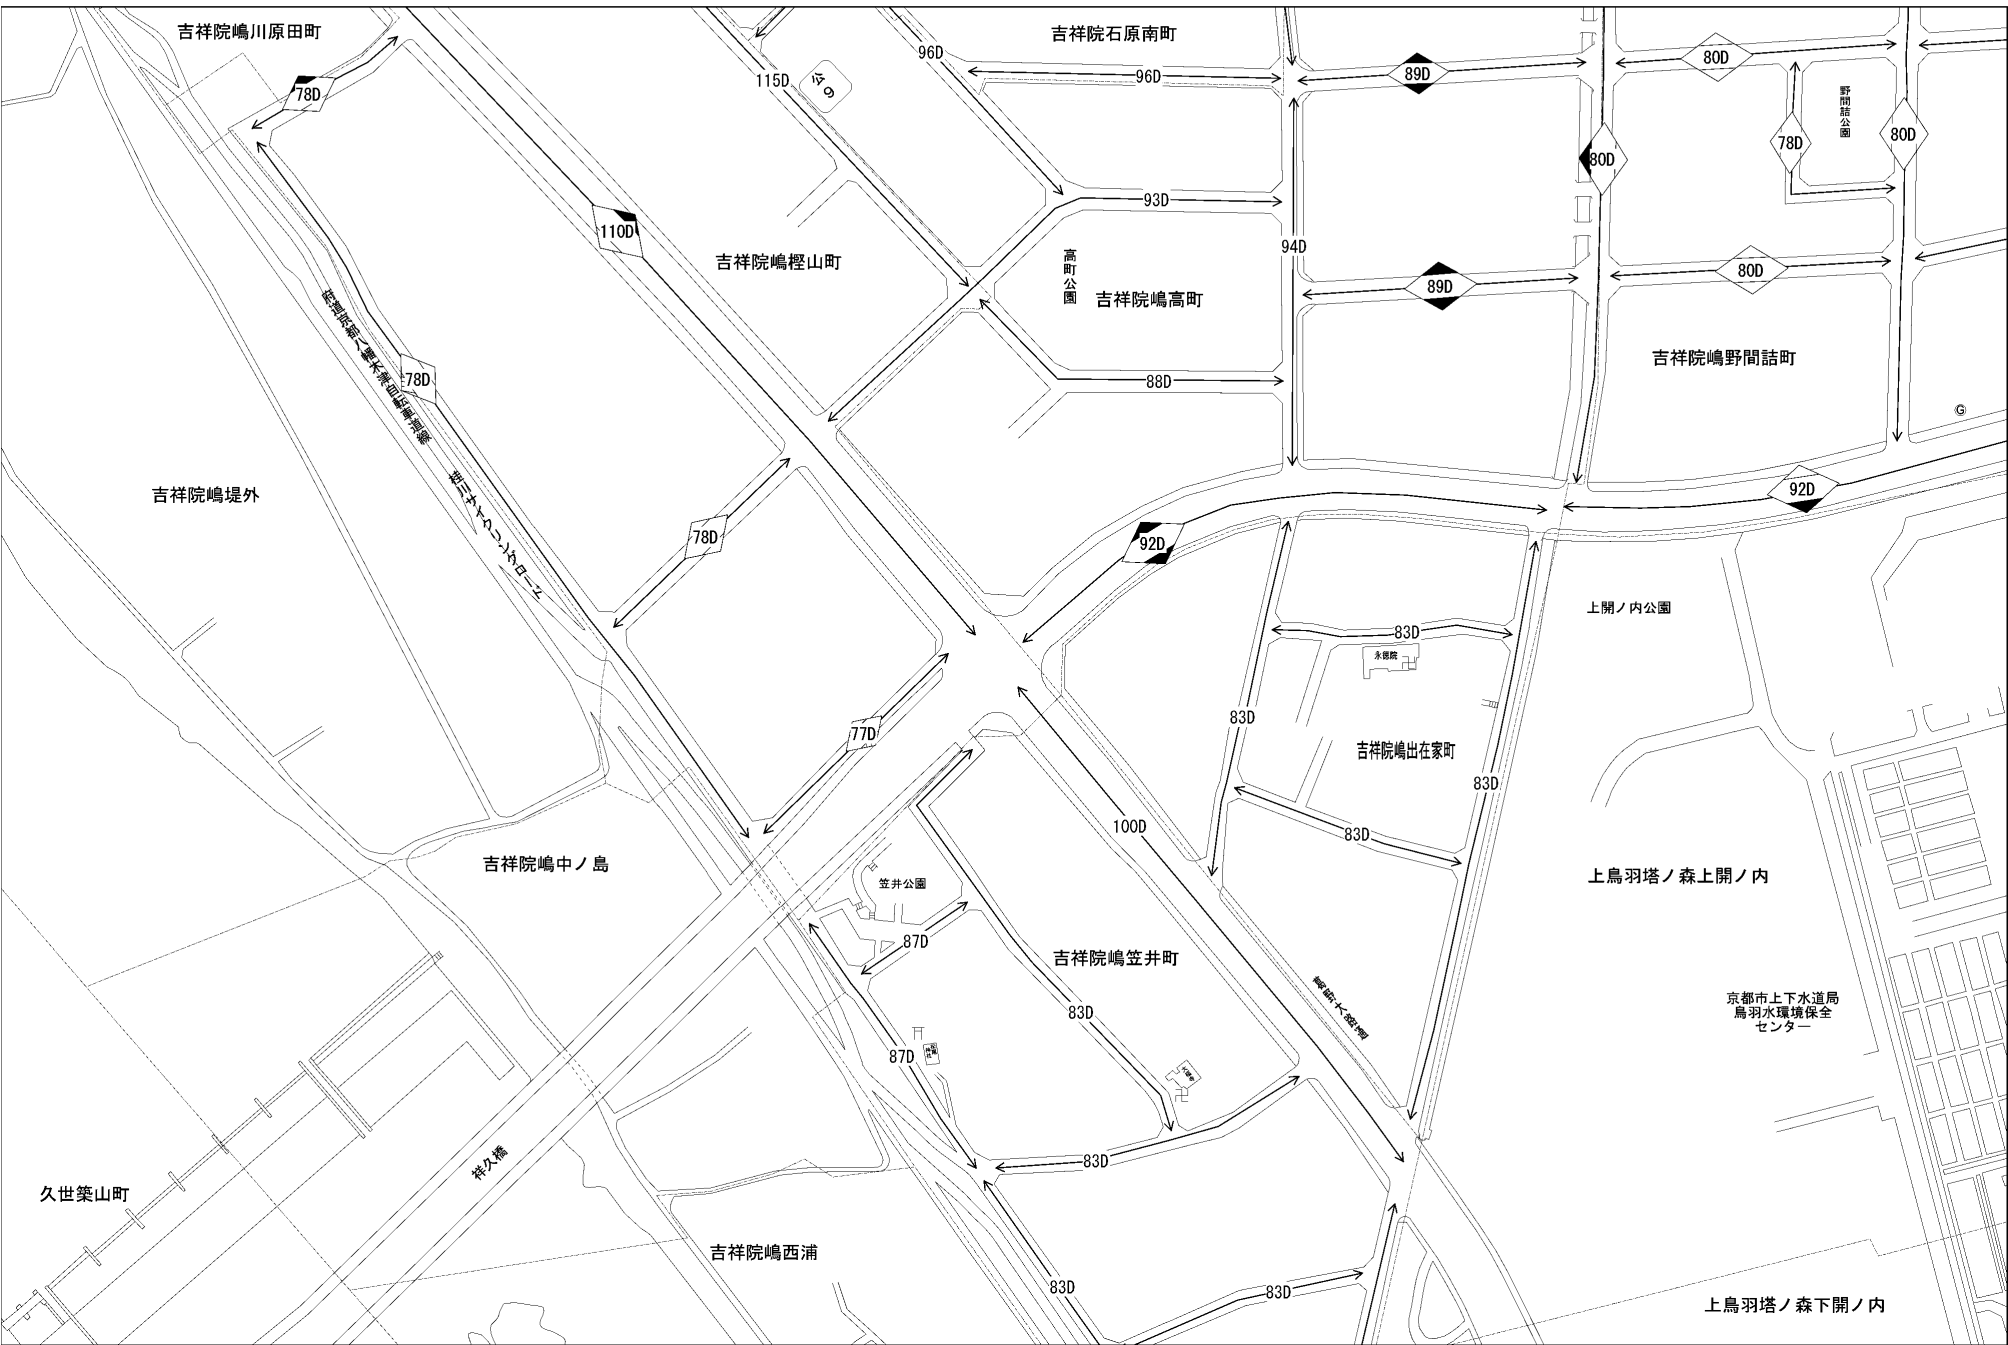 吉祥院嶋川原田町
吉祥院石原南町
96D
115D
公
9
96D
89D
80D
78D
野間詰公園
78D
80D
80D
93D
110D
94D
吉祥院嶋樫山町
高町公園
吉祥院嶋高町
89D
80D
府道京都八幡木津自転車道線
桂川サイクリングロード
吉祥院嶋野間詰町
78D
88D
G
吉祥院嶋堤外
92D
78D
92D
上開ノ内公園
83D
永徳院
83D
77D
吉祥院嶋出在家町
83D
100D
83D
吉祥院嶋中ノ島
笠井公園
上鳥羽塔ノ森上開ノ内
87D
吉祥院嶋笠井町
葛野大路通
京都市上下水道局
鳥羽水環境保全
センター
83D
87D
祥久橋
83D
久世築山町
吉祥院嶋西浦
83D
83D
上鳥羽塔ノ森下開ノ内